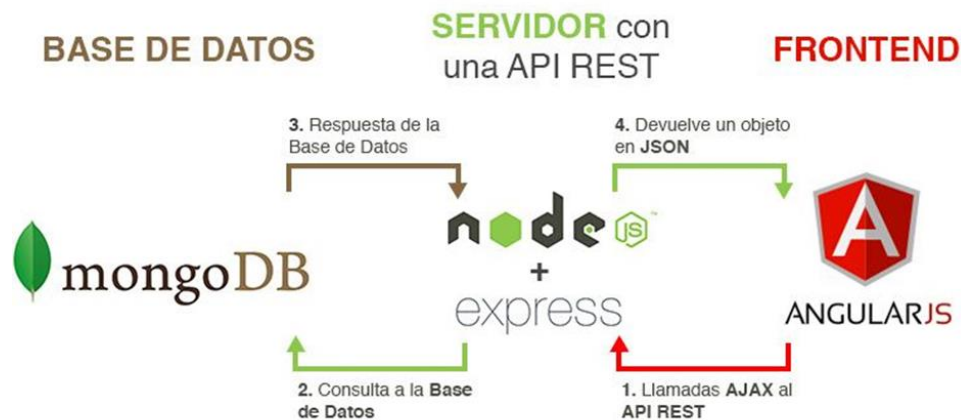 BASE DE DATOS
SERVIDOR con
una API REST
FRONTEND
3. Respuesta de la
Base de Datos
4. Devuelve un objeto
en JSON
mongoDB
node JS™
+
express
A
ANGULARJS
2. Consulta a la Base
de Datos
1. Llamadas AJAX al
API REST